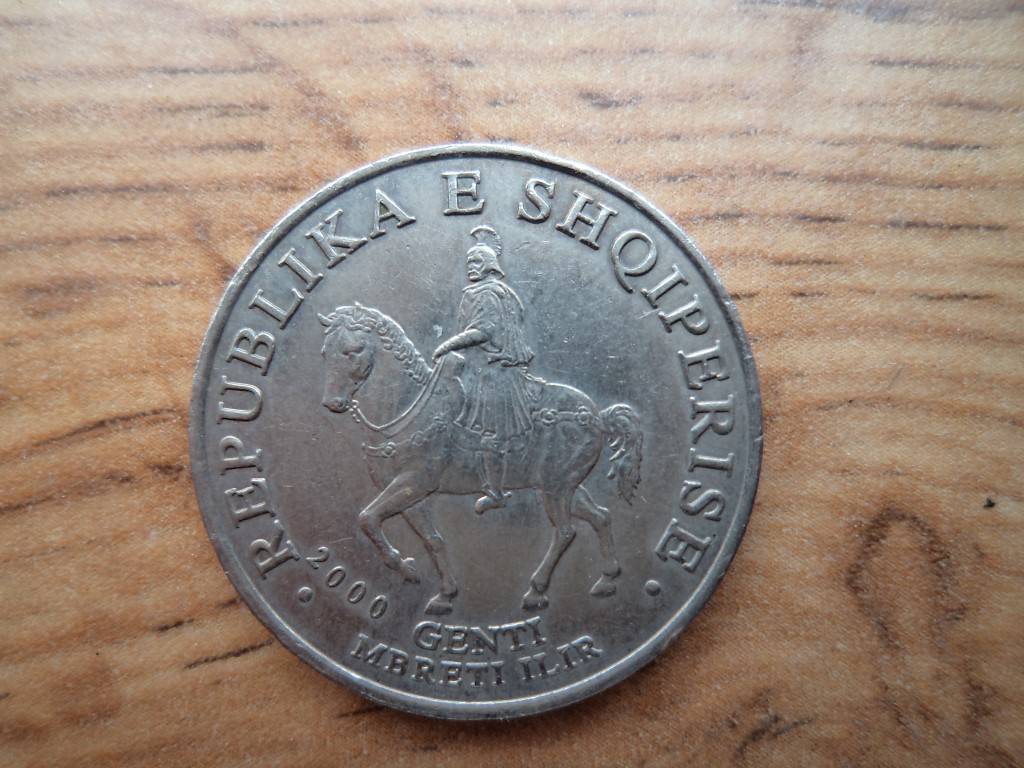 REPUBLIKA E SHQIPERISE
2000
GENTI
MBRETI ILIR